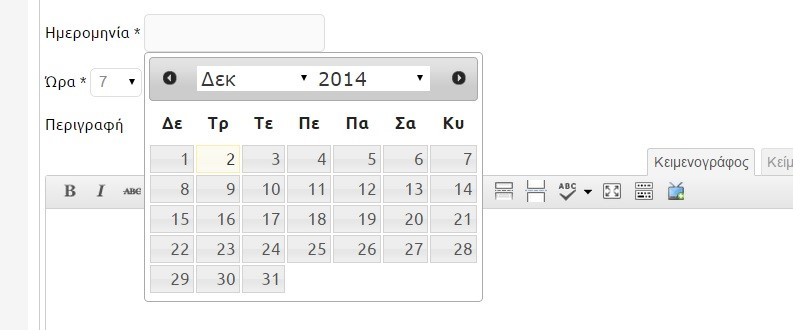 Ημερομηνία *
Δεκ 2014
Ώρα * 7
Περιγραφή
Δε Τρ Τε Πε Πα Σα Κυ
1 2 3 4 5 6 7
Κειμενογράφος Κείμ
8 9 10 11 12 13 14
B I ABC ABC
15 16 17 18 19 20 21
22 23 24 25 26 27 28
29 30 31